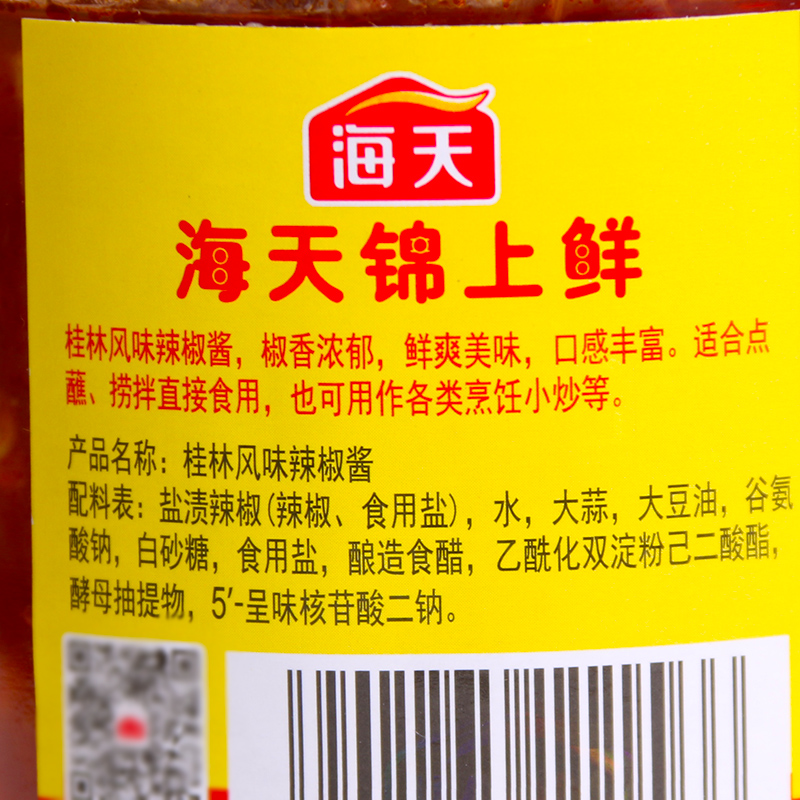 海天
海天锦上鲜
桂林风味辣椒酱，椒香浓郁，鲜爽美味，口感丰富。适合点
蘸、捞拌直接食用，也可用作各类烹饪小炒等。
产品名称：桂林风味辣椒酱
配料表：盐渍辣椒(辣椒、食用盐)，水，大蒜，大豆油，谷氨
酸钠，白砂糖，食用盐，酿造食醋，乙酰化双淀粉己二酸酯，
酵母抽提物，5′-呈味核苷酸二钠。